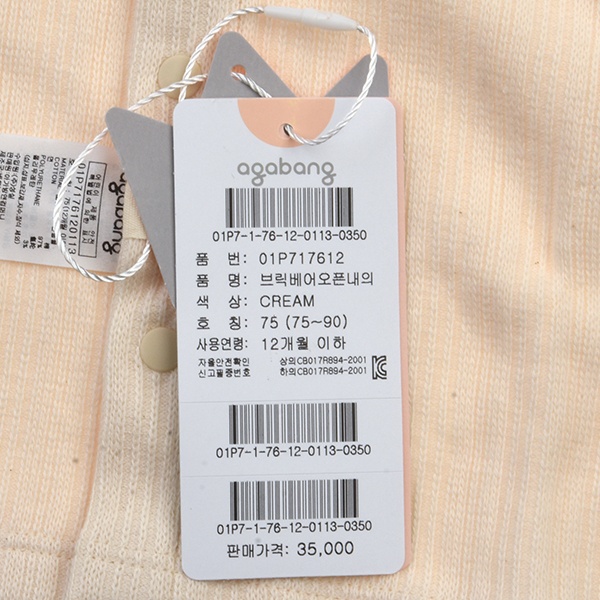 agabang
01P7-1-76-12-0113-0350
품 번: 01P717612
품 명: 브릭베어오픈내의
색 상: CREAM
호 칭: 75 (75~90)
사용연령: 12개월 이하
자율안전확인 상의CB017R894-2001
신고필증번호 하의CB017R894-2001
01P7-1-76-12-0113-0350
01P7-1-76-12-0113-0350
판매가격: 35,000
agabang
01P7176120113
COTTON
POLYURETHANE